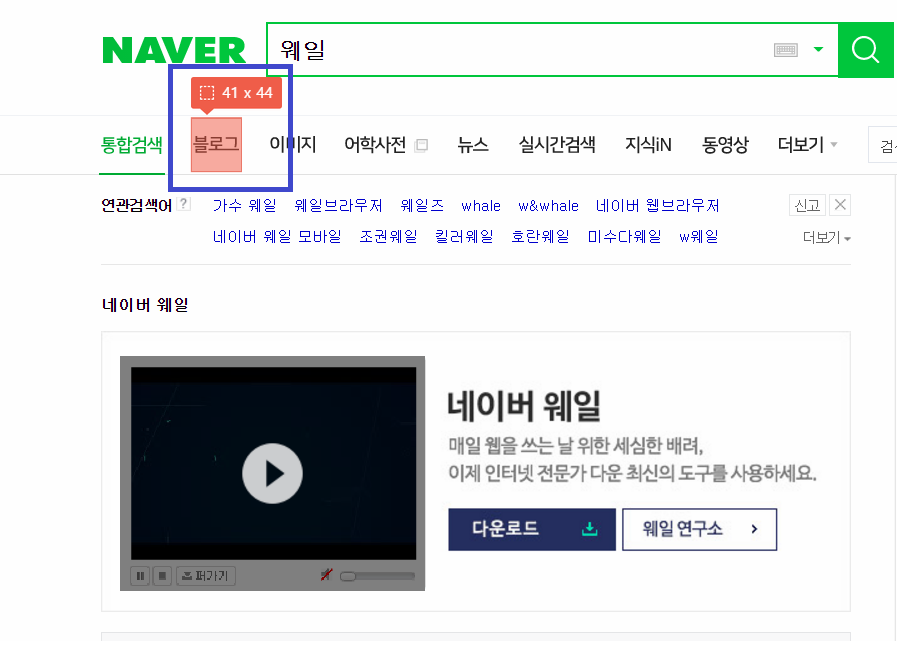 NAVER
웨일
41 x 44
통합검색 블로그 이미지 어학사전 뉴스 실시간검색 지식iN 동영상 더보기
연관검색어 ? 가수 웨일 웨일브라우저 웨일즈 whale w&whale 네이버 웹브라우저 신고
네이버 웨일 모바일 조권웨일 킬러웨일 호란웨일 미수다웨일 w웨일 더보기
네이버 웨일
네이버 웨일
매일 웹을 쓰는 날 위한 세심한 배려,
이제 인터넷 전문가 다운 최신의 도구를 사용하세요.
다운로드 웨일 연구소
퍼가기